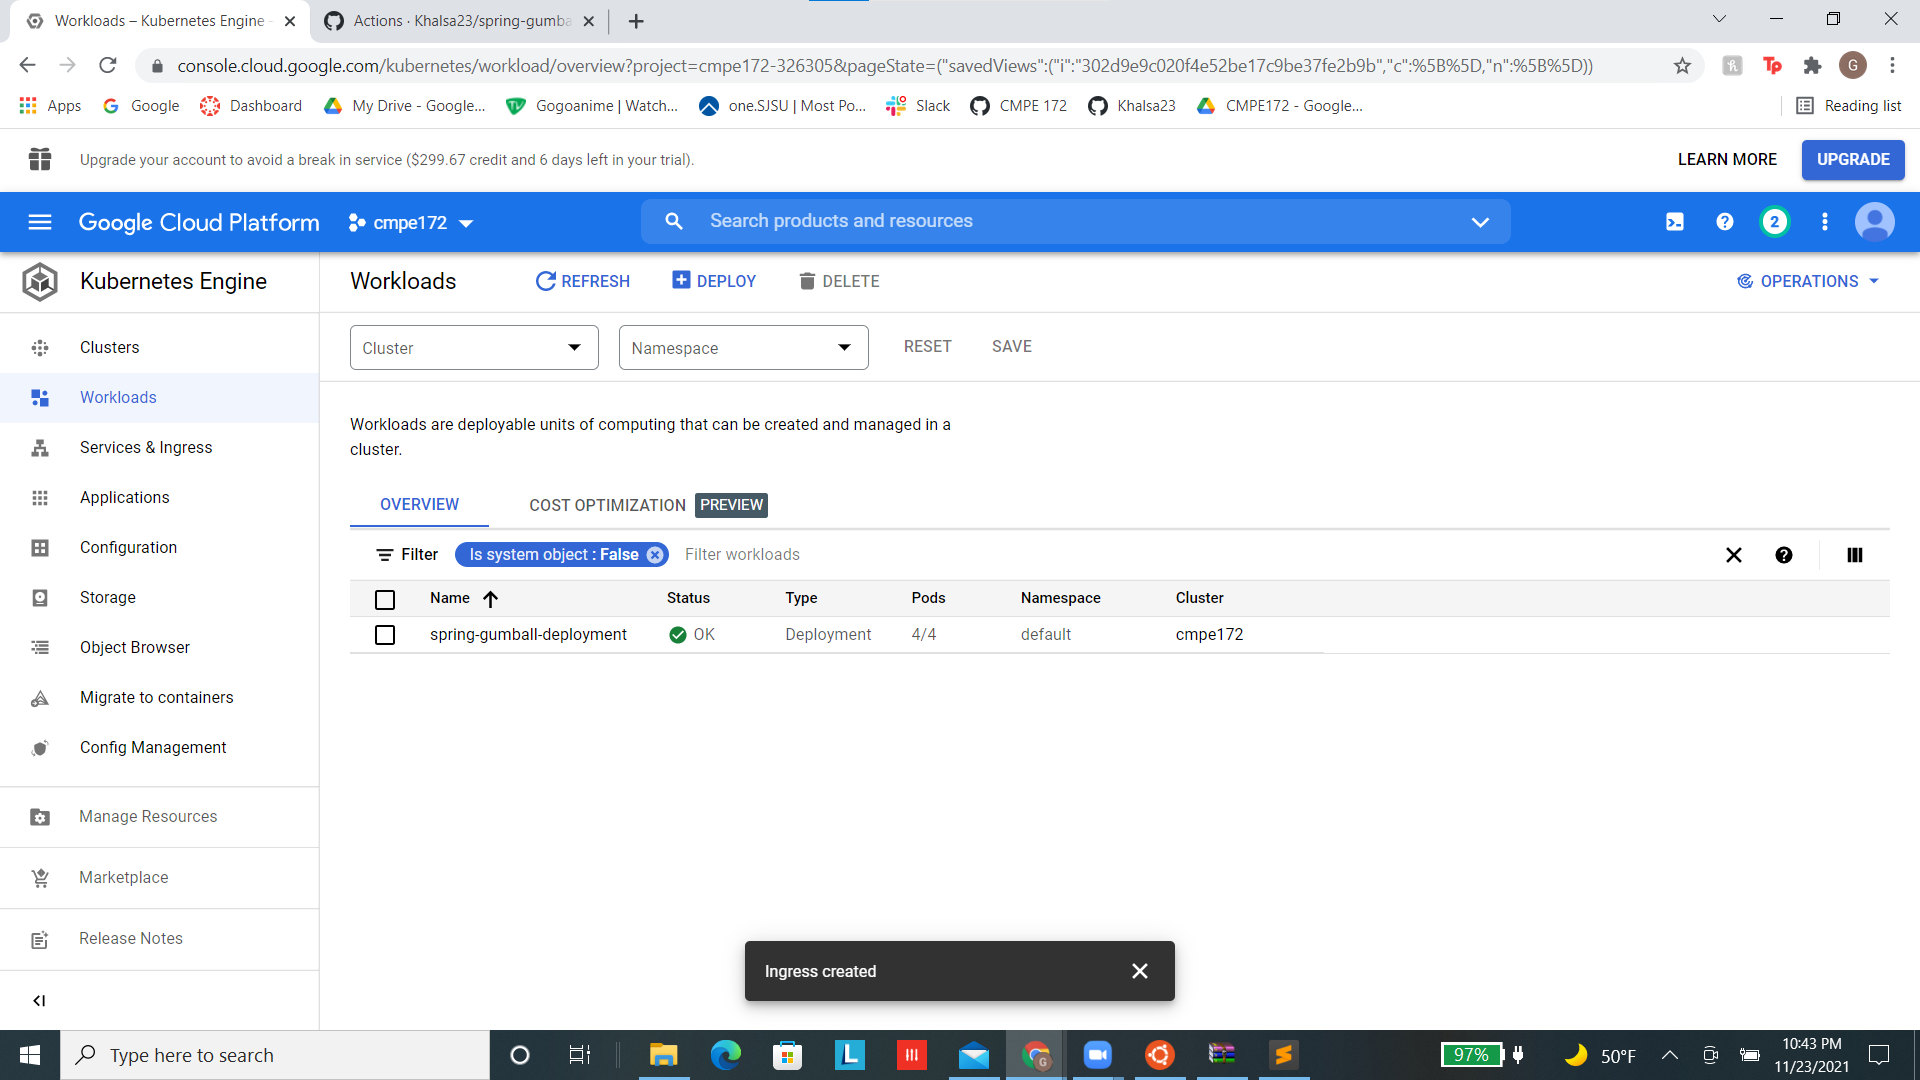 Workloads – Kubernetes Engine -
Actions · Khalsa23/spring-gumba
console.cloud.google.com/kubernetes/workload/overview?project=cmpe172-326305&pageState=("savedViews":("i":"302d9e9c020f4e52be17c9be37fe2b9b","c":%5B%5D,"n":%5B%5D))
Tp
G
Apps
Google
Dashboard
My Drive - Google...
Gogoanime | Watch...
one.SJSU | Most Po...
Slack
CMPE 172
Khalsa23
CMPE172 - Google...
Reading list
Upgrade your account to avoid a break in service ($299.67 credit and 6 days left in your trial).
LEARN MORE
UPGRADE
Google Cloud Platform
cmpe172
Search products and resources
2
Kubernetes Engine
Workloads
REFRESH
DEPLOY
DELETE
OPERATIONS
Clusters
Workloads
Services & Ingress
Applications
Configuration
Storage
Object Browser
Migrate to containers
Config Management
Manage Resources
Marketplace
Release Notes
Cluster
Namespace
RESET
SAVE
Workloads are deployable units of computing that can be created and managed in a
cluster.
OVERVIEW
COST OPTIMIZATION
PREVIEW
Filter
Is system object : False
Filter workloads
Name
Status
Type
Pods
Namespace
Cluster
spring-gumball-deployment
OK
Deployment
4/4
default
cmpe172
Ingress created
Type here to search
97%
50°F
10:43 PM
11/23/2021